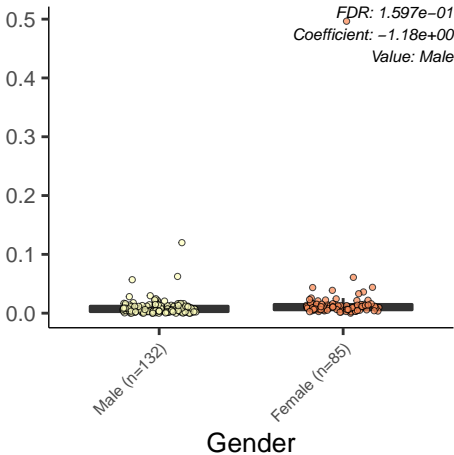 FDR: 1.597e−01
Coefficient: −1.18e+00
Value: Male
0.5
0.4
0.3
0.2
0.1
0.0
Male (n=132)
Female (n=85)
Gender